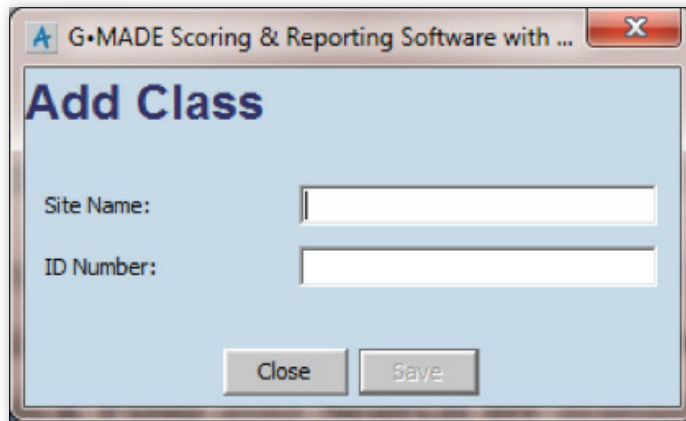 G•MADE Scoring & Reporting Software with ...
Add Class
Site Name:
ID Number:
Close Save